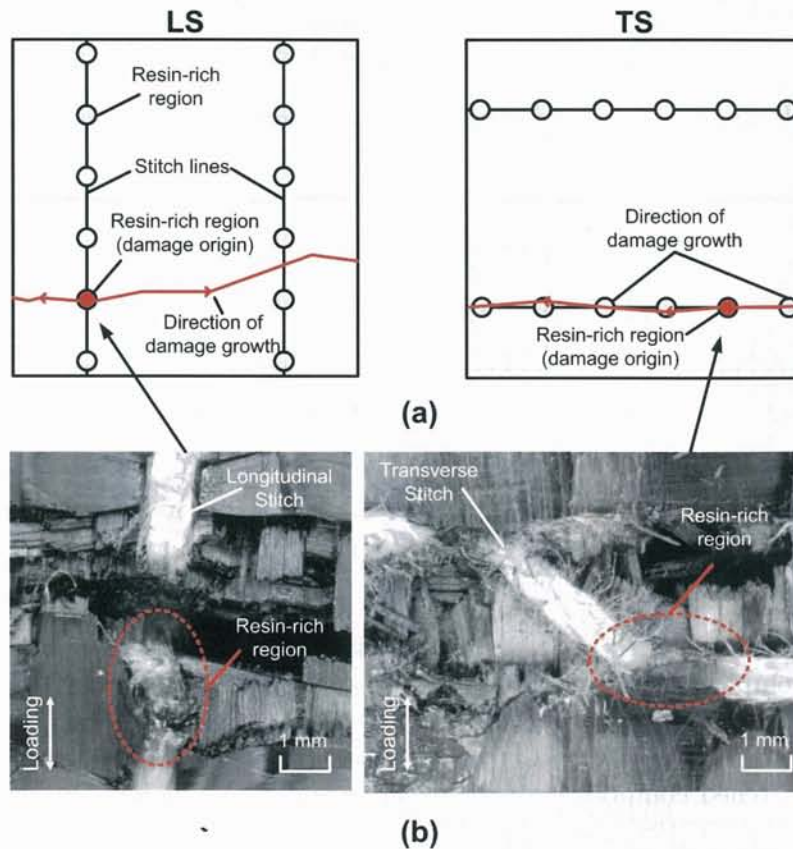 LS
TS
Resin-rich
region
Stitch lines
Resin-rich region
(damage origin)
Direction of
damage growth
Direction of
damage growth
Resin-rich region
(damage origin)
(a)
Longitudinal
Stitch
Resin-rich
region
Loading
1 mm
Transverse
Stitch
Resin-rich
region
Loading
1 mm
(b)